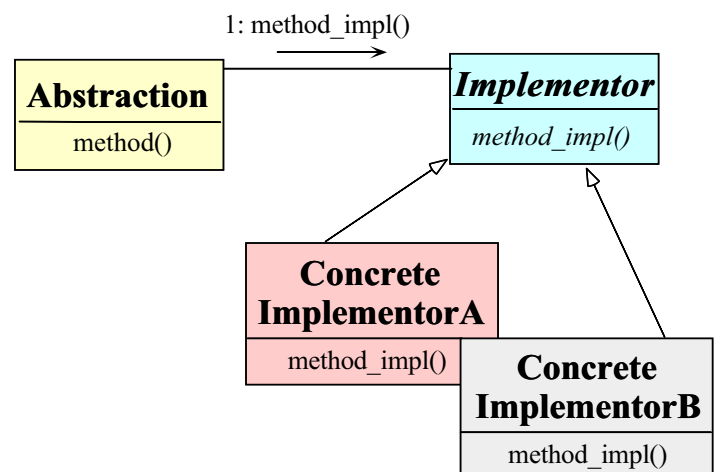 1: method_impl()
Abstraction
method()
Implementor
method_impl()
Concrete
ImplementorA
method_impl()
Concrete
ImplementorB
method_impl()